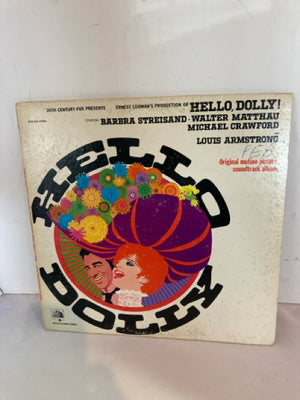 20TH CENTURY-FOX PRESENTS ERNEST LEHMAN'S PRODUCTION OF HELLO, DOLLY!
STARRING BARBRA STREISAND · WALTER MATTHAU
MICHAEL CRAWFORD
LOUIS ARMSTRONG
Original motion picture
soundtrack album
HELLO
DOLLY